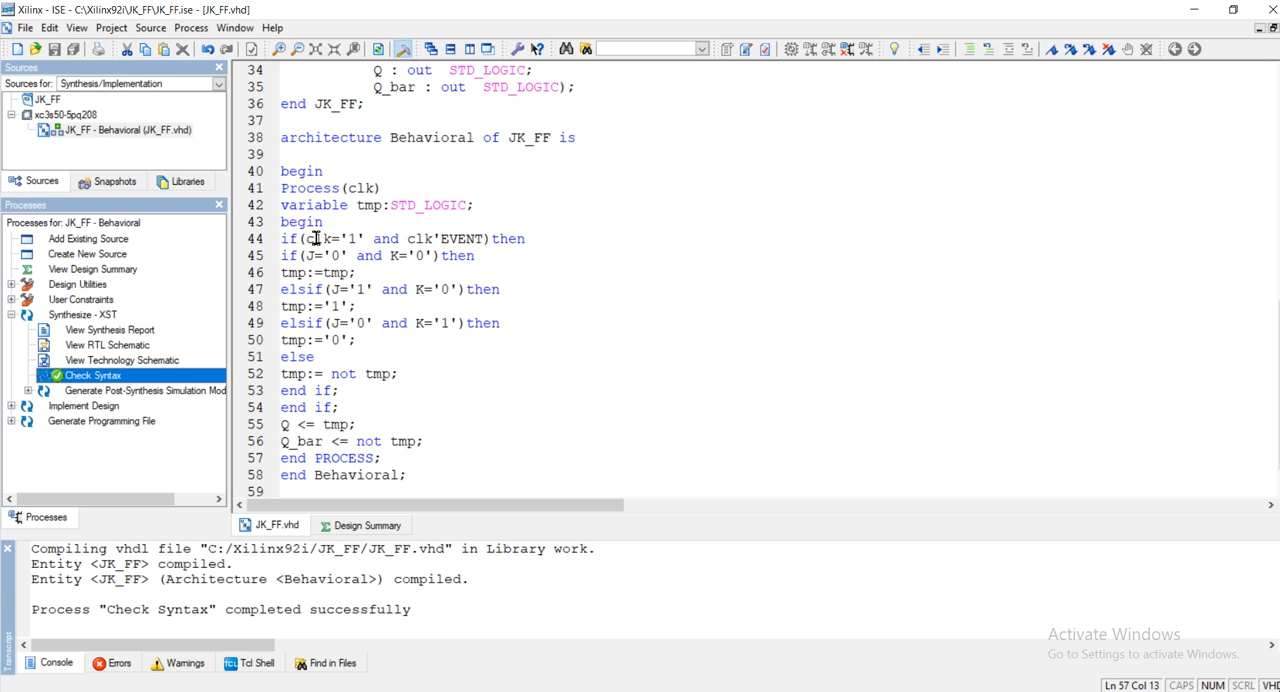 Xilinx - ISE - C:\Xilinx92i\JK_FF\JK_FF.ise - [JK_FF.vhd]
File Edit View Project Source Process Window Help
Sources
Sources for: Synthesis/Implementation
JK_FF
xc3s50-5pq208
JK_FF - Behavioral (JK_FF.vhd)
Sources Snapshots Libraries
Processes
Processes for: JK_FF - Behavioral
Add Existing Source
Create New Source
View Design Summary
Design Utilities
User Constraints
Synthesize - XST
View Synthesis Report
View RTL Schematic
View Technology Schematic
Check Syntax
Generate Post-Synthesis Simulation Mod
Implement Design
Generate Programming File
Processes
34 Q : out STD_LOGIC;
35 Q_bar : out STD_LOGIC);
36 end JK_FF;
37
38 architecture Behavioral of JK_FF is
39
40 begin
41 Process(clk)
42 variable tmp:STD_LOGIC;
43 begin
44 if(clk='1' and clk'EVENT)then
45 if(J='0' and K='0')then
46 tmp:=tmp;
47 elsif(J='1' and K='0')then
48 tmp:='1';
49 elsif(J='0' and K='1')then
50 tmp:='0';
51 else
52 tmp:= not tmp;
53 end if;
54 end if;
55 Q <= tmp;
56 Q_bar <= not tmp;
57 end PROCESS;
58 end Behavioral;
59
JK_FF.vhd Design Summary
Compiling vhdl file "C:/Xilinx92i/JK_FF/JK_FF.vhd" in Library work.
Entity <JK_FF> compiled.
Entity <JK_FF> (Architecture <Behavioral>) compiled.
Process "Check Syntax" completed successfully
Transcript
Console Errors Warnings TCL Tcl Shell Find in Files
Activate Windows
Go to Settings to activate Windows.
Ln 57 Col 13 CAPS NUM SCRL VHD